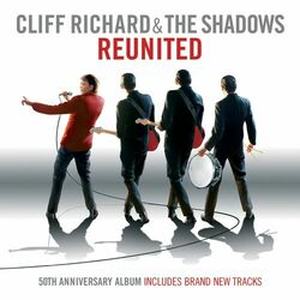 CLIFF RICHARD & THE SHADOWS
REUNITED
50TH ANNIVERSARY ALBUM INCLUDES BRAND NEW TRACKS